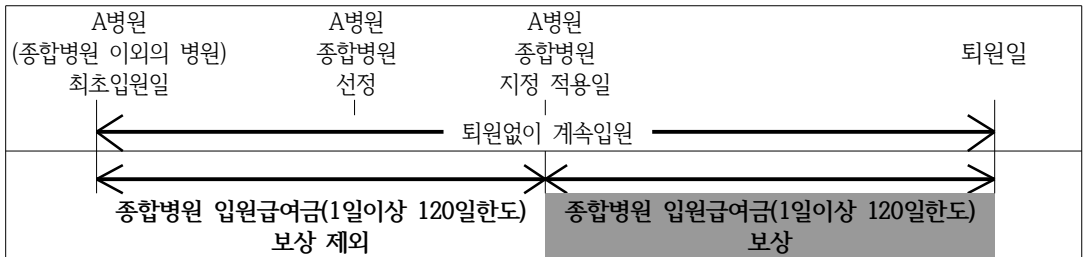 A병원
(종합병원 이외의 병원)
최초입원일
A병원
종합병원
선정
A병원
종합병원
지정 적용일
퇴원일
퇴원없이 계속입원
종합병원 입원급여금(1일이상 120일한도)
보상 제외
종합병원 입원급여금(1일이상 120일한도)
보상